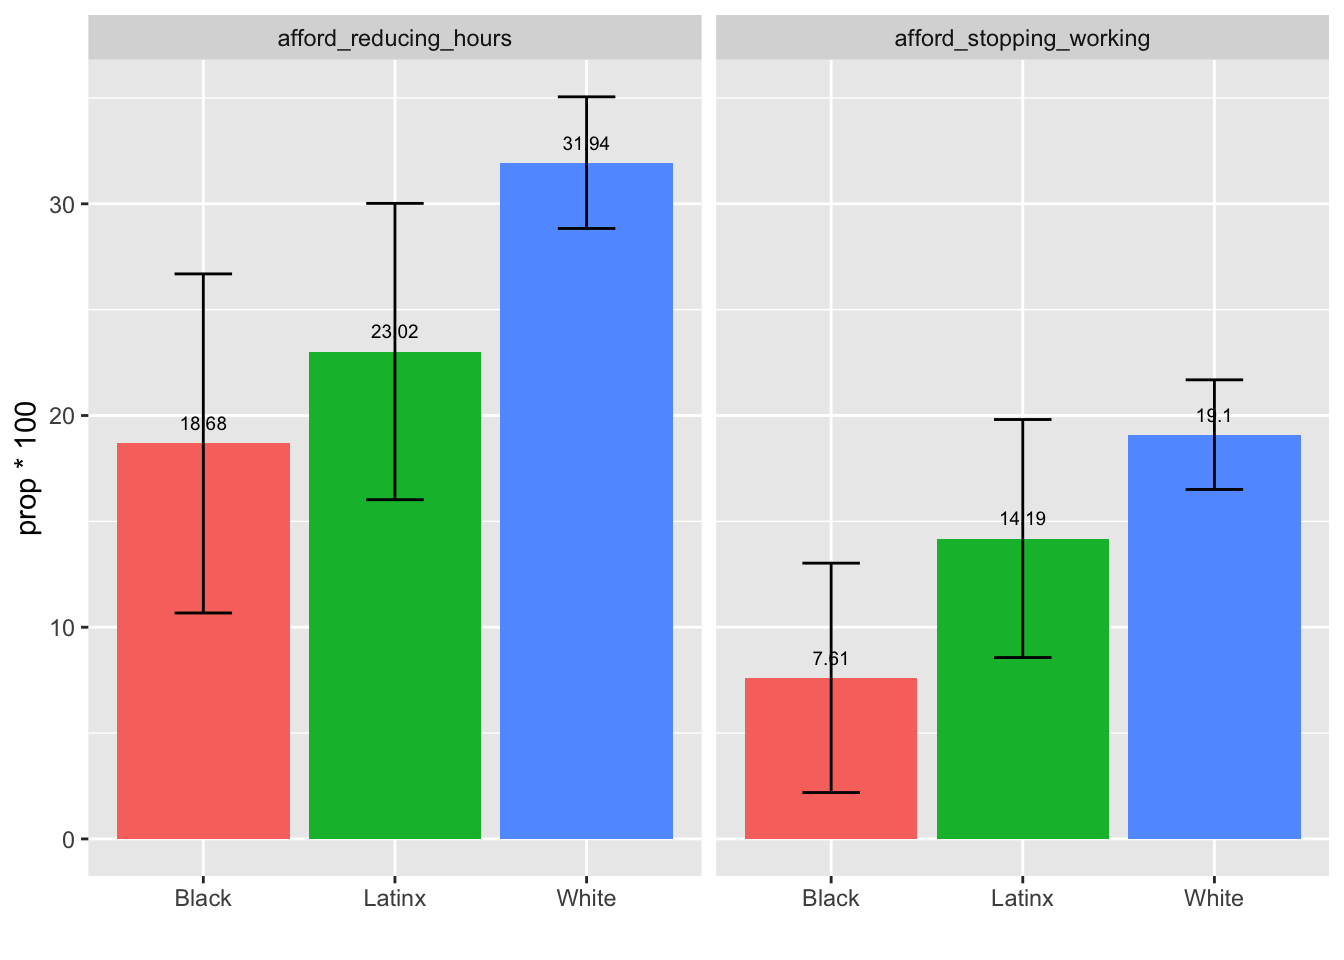 afford_reducing_hours
afford_stopping_working
prop * 100
30
20
10
0
18.68
23.02
31.94
7.61
14.19
19.1
Black Latinx White
Black Latinx White